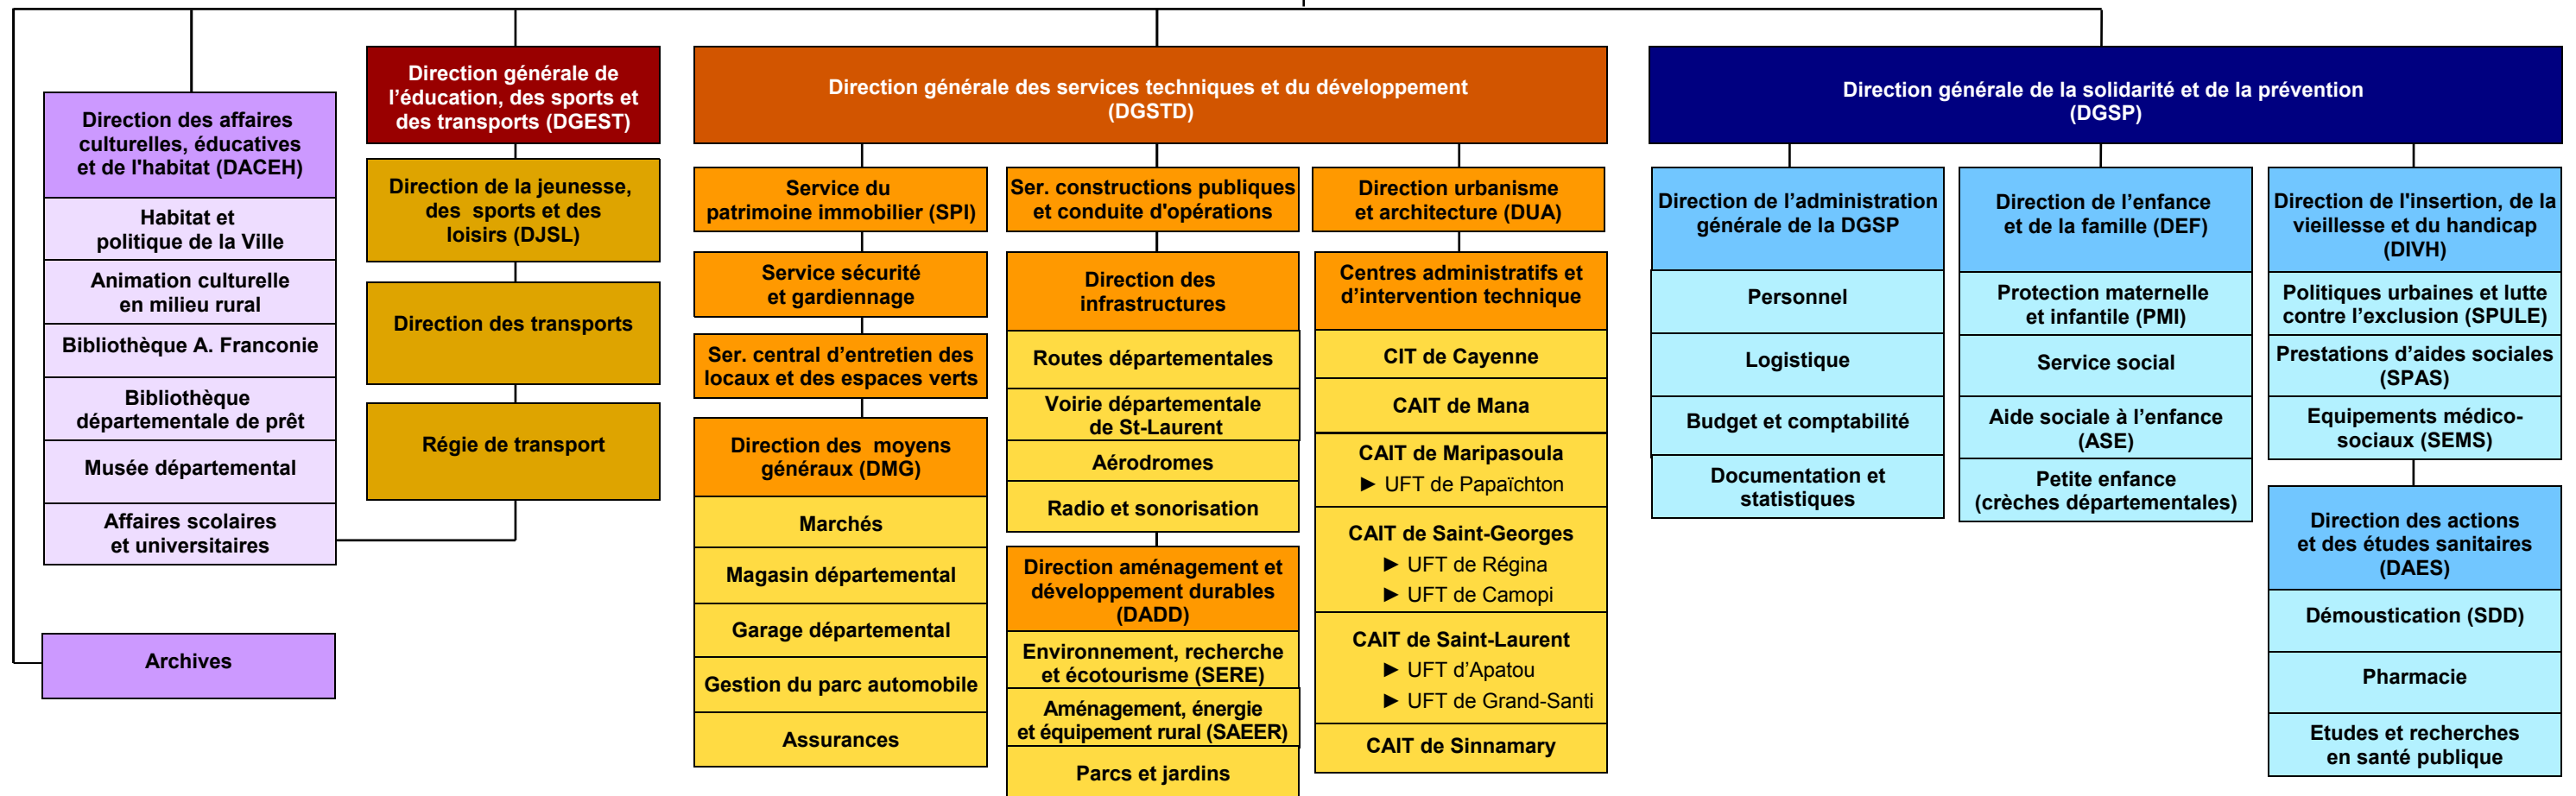 Direction des affaires
culturelles, éducatives
et de l'habitat (DACEH)
Habitat et
politique de la Ville
Animation culturelle
en milieu rural
Bibliothèque A. Franconie
Bibliothèque
départementale de prêt
Musée départemental
Affaires scolaires
et universitaires
Archives
Direction générale de
l’éducation, des sports et
des transports (DGEST)
Direction de la jeunesse,
des sports et des
loisirs (DJSL)
Direction des transports
Régie de transport
Direction générale des services techniques et du développement
(DGSTD)
Service du
patrimoine immobilier (SPI)
Service sécurité
et gardiennage
Ser. central d’entretien des
locaux et des espaces verts
Direction des moyens
généraux (DMG)
Marchés
Magasin départemental
Garage départemental
Gestion du parc automobile
Assurances
Ser. constructions publiques
et conduite d'opérations
Direction des
infrastructures
Routes départementales
Voirie départementale
de St-Laurent
Aérodromes
Radio et sonorisation
Direction aménagement et
développement durables
(DADD)
Environnement, recherche
et écotourisme (SERE)
Aménagement, énergie
et équipement rural (SAEER)
Parcs et jardins
Direction urbanisme
et architecture (DUA)
Centres administratifs et
d’intervention technique
CIT de Cayenne
CAIT de Mana
CAIT de Maripasoula
► UFT de Papaïchton
CAIT de Saint-Georges
► UFT de Régina
► UFT de Camopi
CAIT de Saint-Laurent
► UFT d’Apatou
► UFT de Grand-Santi
CAIT de Sinnamary
Direction générale de la solidarité et de la prévention
(DGSP)
Direction de l’administration
générale de la DGSP
Personnel
Logistique
Budget et comptabilité
Documentation et
statistiques
Direction de l’enfance
et de la famille (DEF)
Protection maternelle
et infantile (PMI)
Service social
Aide sociale à l’enfance
(ASE)
Petite enfance
(crèches départementales)
Direction de l'insertion, de la
vieillesse et du handicap
(DIVH)
Politiques urbaines et lutte
contre l’exclusion (SPULE)
Prestations d’aides sociales
(SPAS)
Equipements médico-
sociaux (SEMS)
Direction des actions
et des études sanitaires
(DAES)
Démoustication (SDD)
Pharmacie
Etudes et recherches
en santé publique